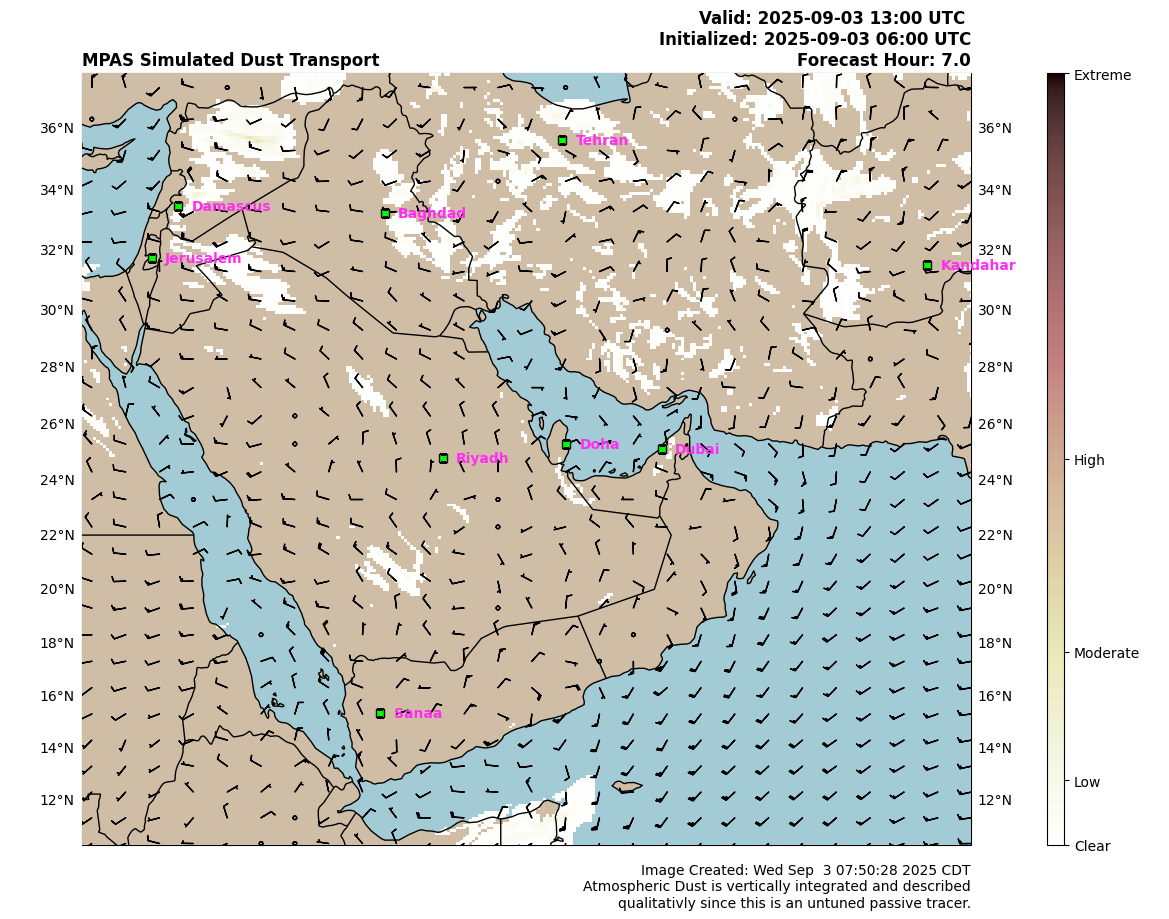 Valid: 2025-09-03 13:00 UTC
Initialized: 2025-09-03 06:00 UTC
MPAS Simulated Dust Transport
Forecast Hour: 7.0
Extreme
36°N
36°N
Tehran
34°N
34°N
Damascus
Baghdad
32°N
32°N
Jerusalem
Kandahar
30°N
30°N
28°N
28°N
26°N
26°N
Doha
Dubai
Riyadh
High
24°N
24°N
22°N
22°N
20°N
20°N
18°N
18°N
Moderate
16°N
16°N
Sanaa
14°N
14°N
Low
12°N
12°N
Clear
Image Created: Wed Sep  3 07:50:28 2025 CDT
Atmospheric Dust is vertically integrated and described
qualitativly since this is an untuned passive tracer.